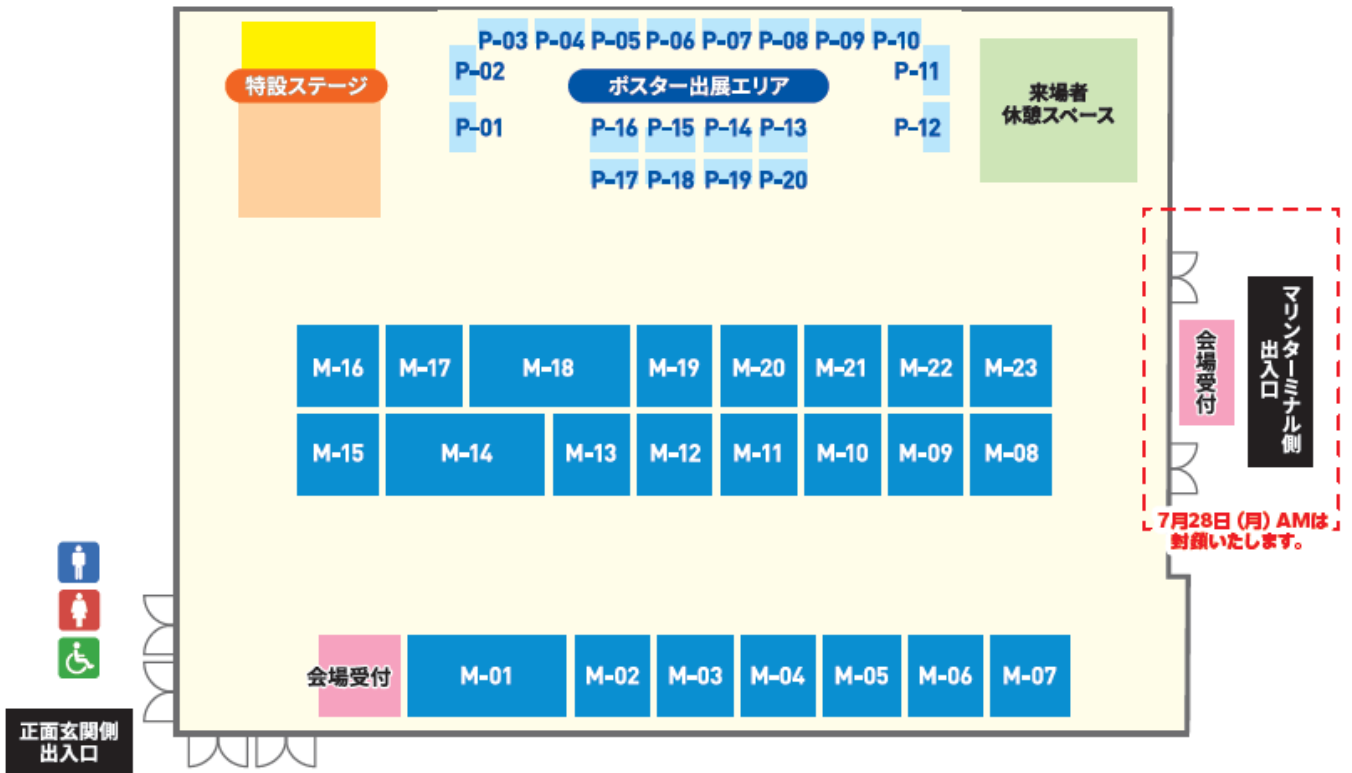 P-03 P-04 P-05 P-06 P-07 P-08 P-09 P-10
P-02
P-11
特設ステージ
ポスター出展エリア
来場者
休憩スペース
P-01
P-16 P-15 P-14 P-13
P-12
P-17 P-18 P-19 P-20
M-16 M-17 M-18 M-19 M-20 M-21 M-22 M-23
M-15 M-14 M-13 M-12 M-11 M-10 M-09 M-08
会場受付
マリンターミナル側
出入口
7月28日（月）AMは
封鎖いたします。
会場受付
M-01 M-02 M-03 M-04 M-05 M-06 M-07
正面玄関側
出入口